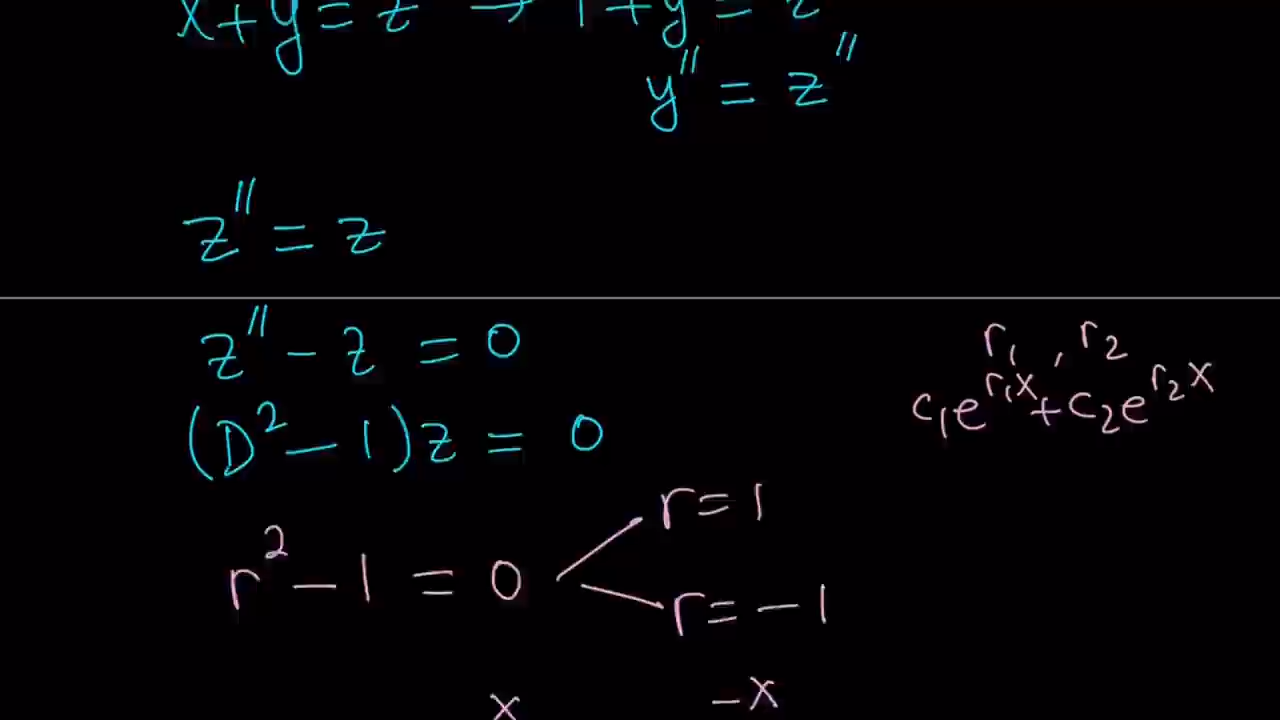 x+y=z → 1+y'=z'
y''=z''
z''=z
z''-z=0
r₁, r₂
c₁e^{r₁x}+c₂e^{r₂x}
(D²-1)z=0
r=1
r²-1=0
r=-1
x -x